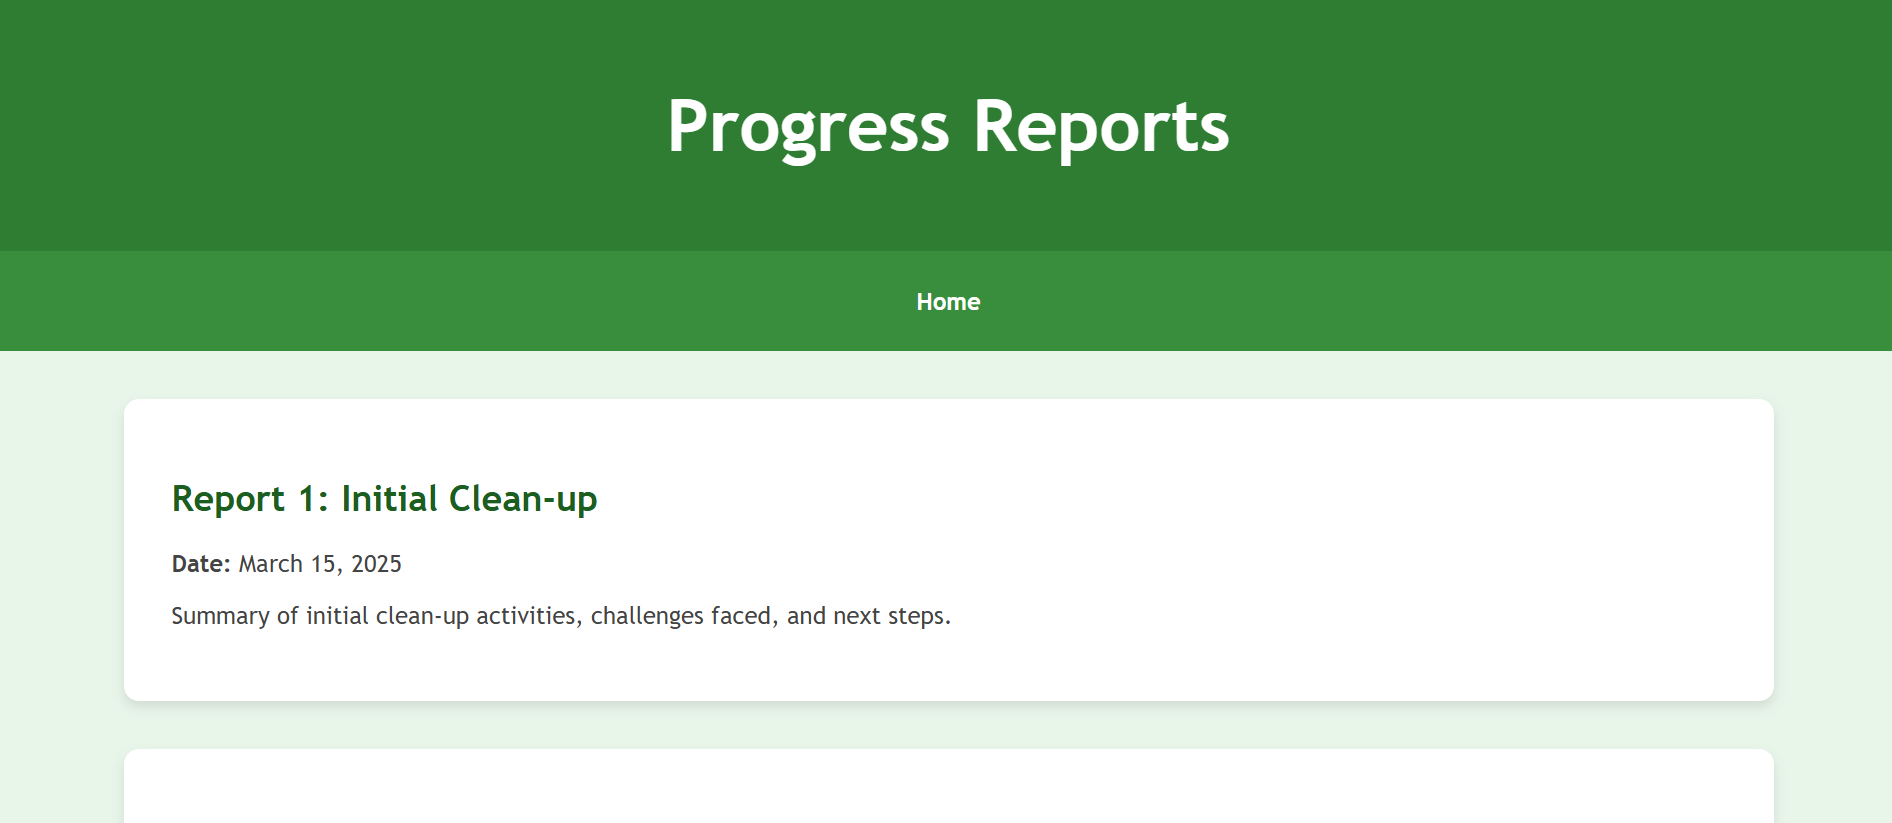 Progress Reports
Home
Report 1: Initial Clean-up
Date: March 15, 2025
Summary of initial clean-up activities, challenges faced, and next steps.